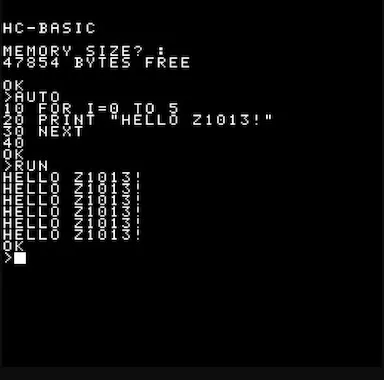 HC-BASIC
MEMORY SIZE? :
47854 BYTES FREE
OK
>AUTO
10 FOR I=0 TO 5
20 PRINT "HELLO Z1013!"
30 NEXT
40
OK
>RUN
HELLO Z1013!
HELLO Z1013!
HELLO Z1013!
HELLO Z1013!
HELLO Z1013!
HELLO Z1013!
OK
>